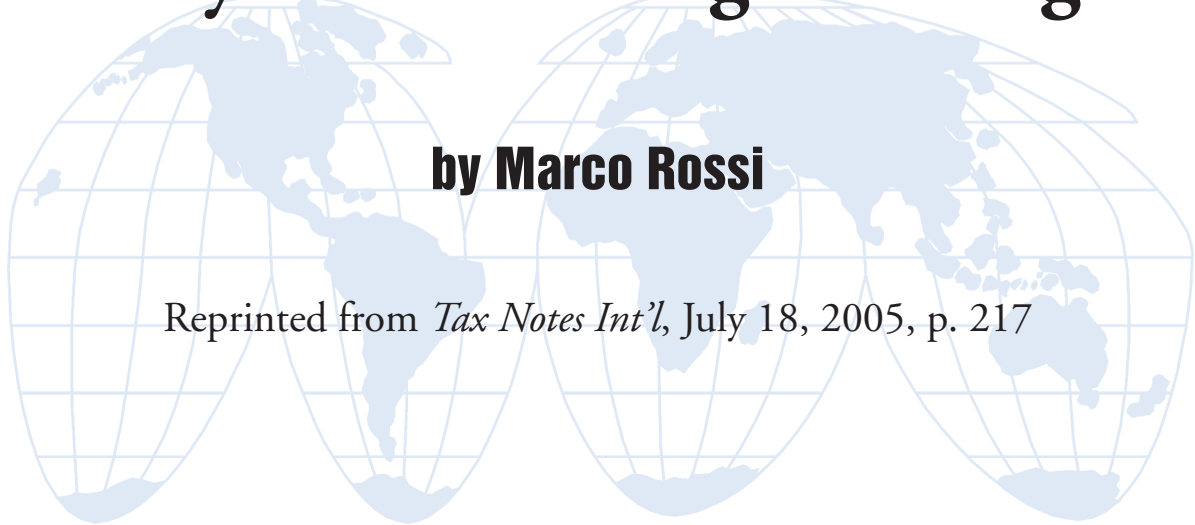 by Marco Rossi
Reprinted from Tax Notes Int’l, July 18, 2005, p. 217